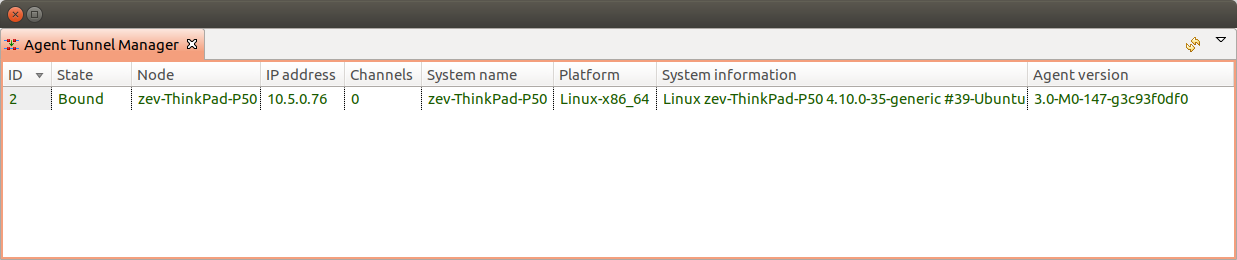 Agent Tunnel Manager
ID State Node IP address Channels System name Platform System information Agent version
2 Bound zev-ThinkPad-P50 10.5.0.76 0 zev-ThinkPad-P50 Linux-x86_64 Linux zev-ThinkPad-P50 4.10.0-35-generic #39-Ubuntu 3.0-M0-147-g3c93f0df0